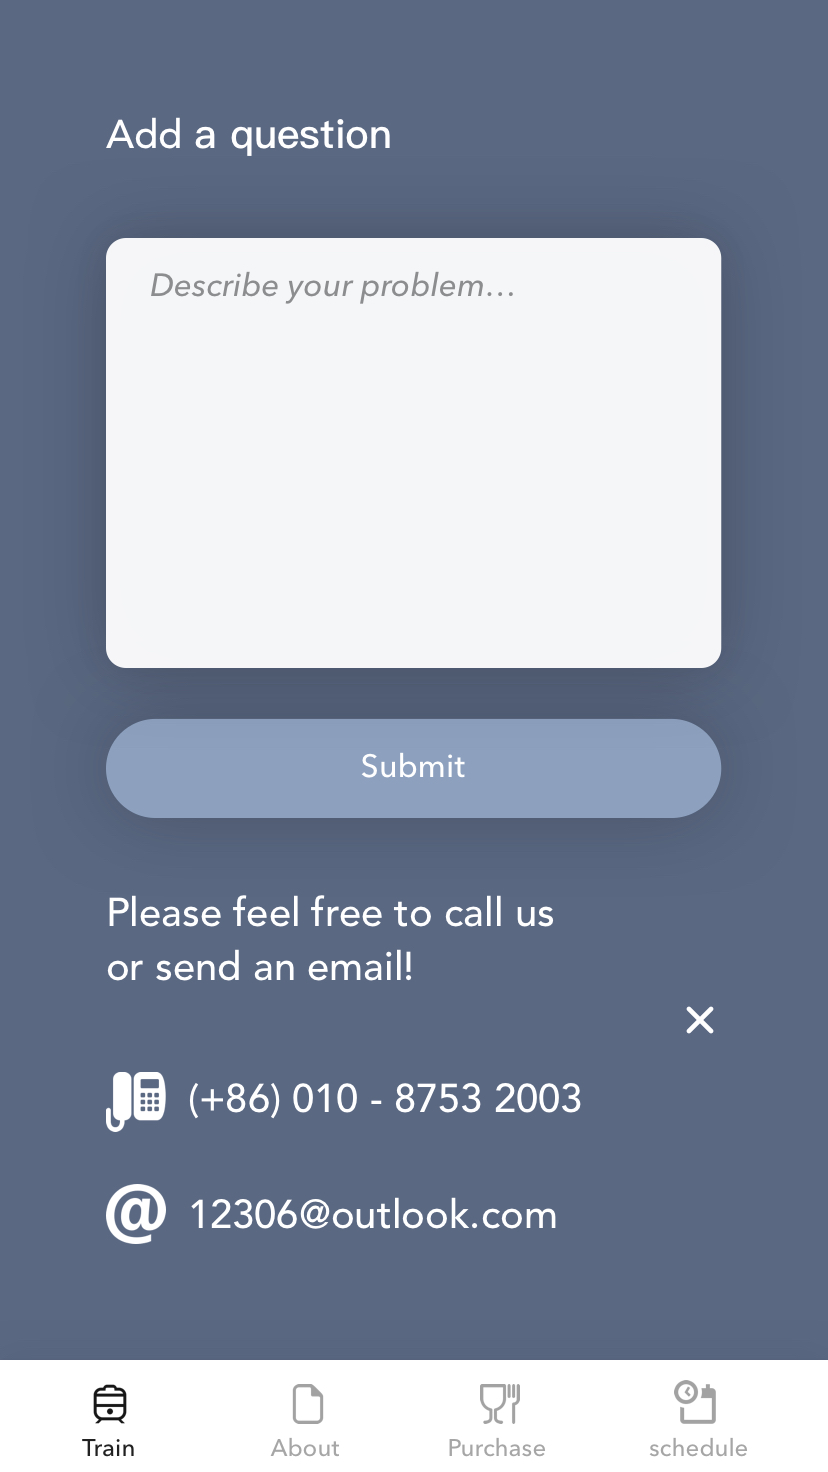 Add a question
Describe your problem...
Submit
Please feel free to call us
or send an email!
(+86) 010 - 8753 2003
@ 12306@outlook.com
Train
About
Purchase
schedule